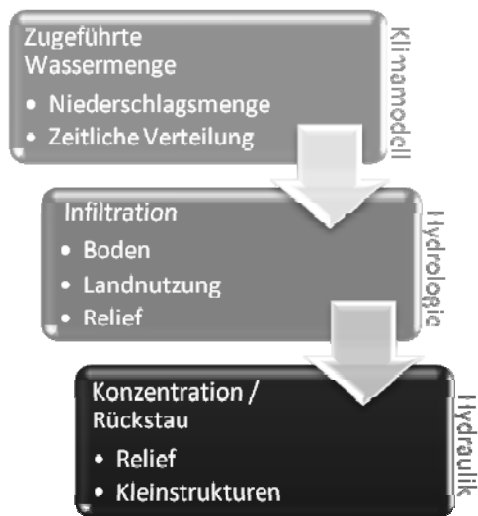 Zugeführte
Wassermenge
• Niederschlagsmenge
• Zeitliche Verteilung
Klimamodell
Infiltration
• Boden
• Landnutzung
• Relief
Hydrologie
Konzentration /
Rückstau
• Relief
• Kleinstrukturen
Hydraulik